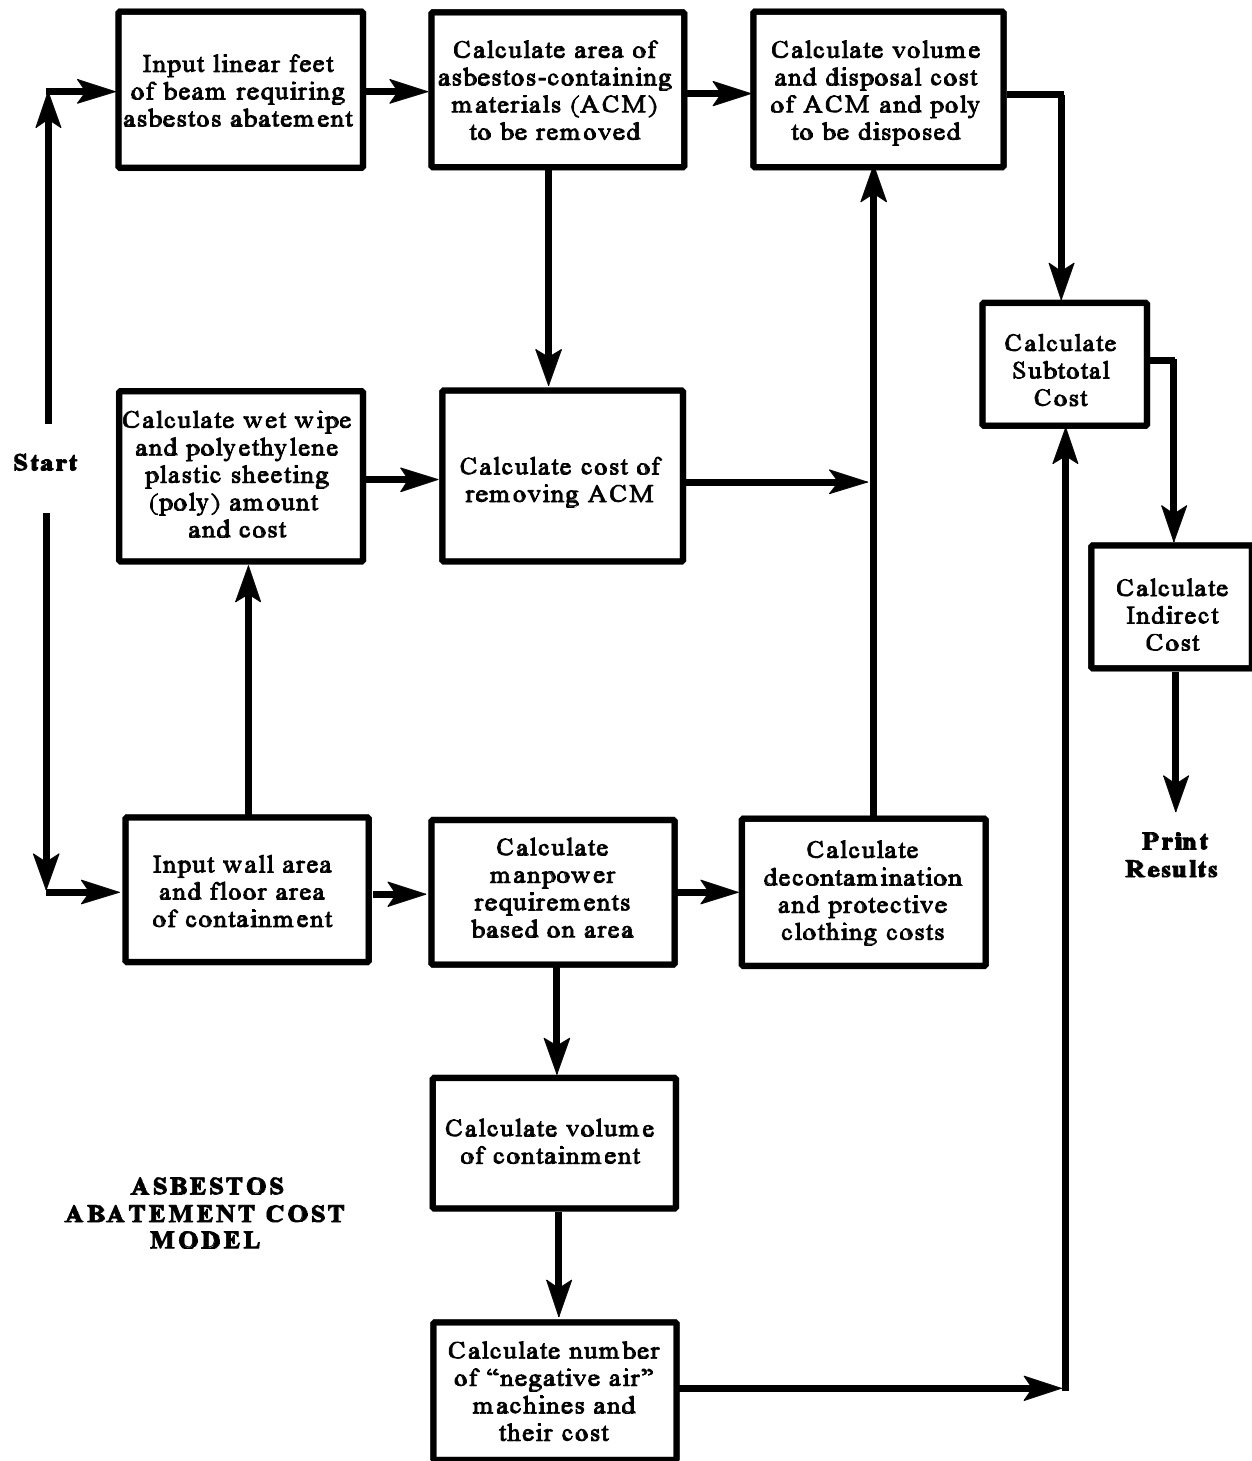 Input linear feet
of beam requiring
asbestos abatement
Calculate area of
asbestos-containing
materials (ACM)
to be removed
Calculate volume
and disposal cost
of ACM and poly
to be disposed
Calculate
Subtotal
Cost
Start
Calculate wet wipe
and polyethylene
plastic sheeting
(poly) amount
and cost
Calculate cost of
removing ACM
Calculate
Indirect
Cost
Input wall area
and floor area
of containment
Calculate
manpower
requirements
based on area
Calculate
decontamination
and protective
clothing costs
Print
Results
Calculate volume
of containment
ASBESTOS
ABATEMENT COST
MODEL
Calculate number
of “negative air”
machines and
their cost